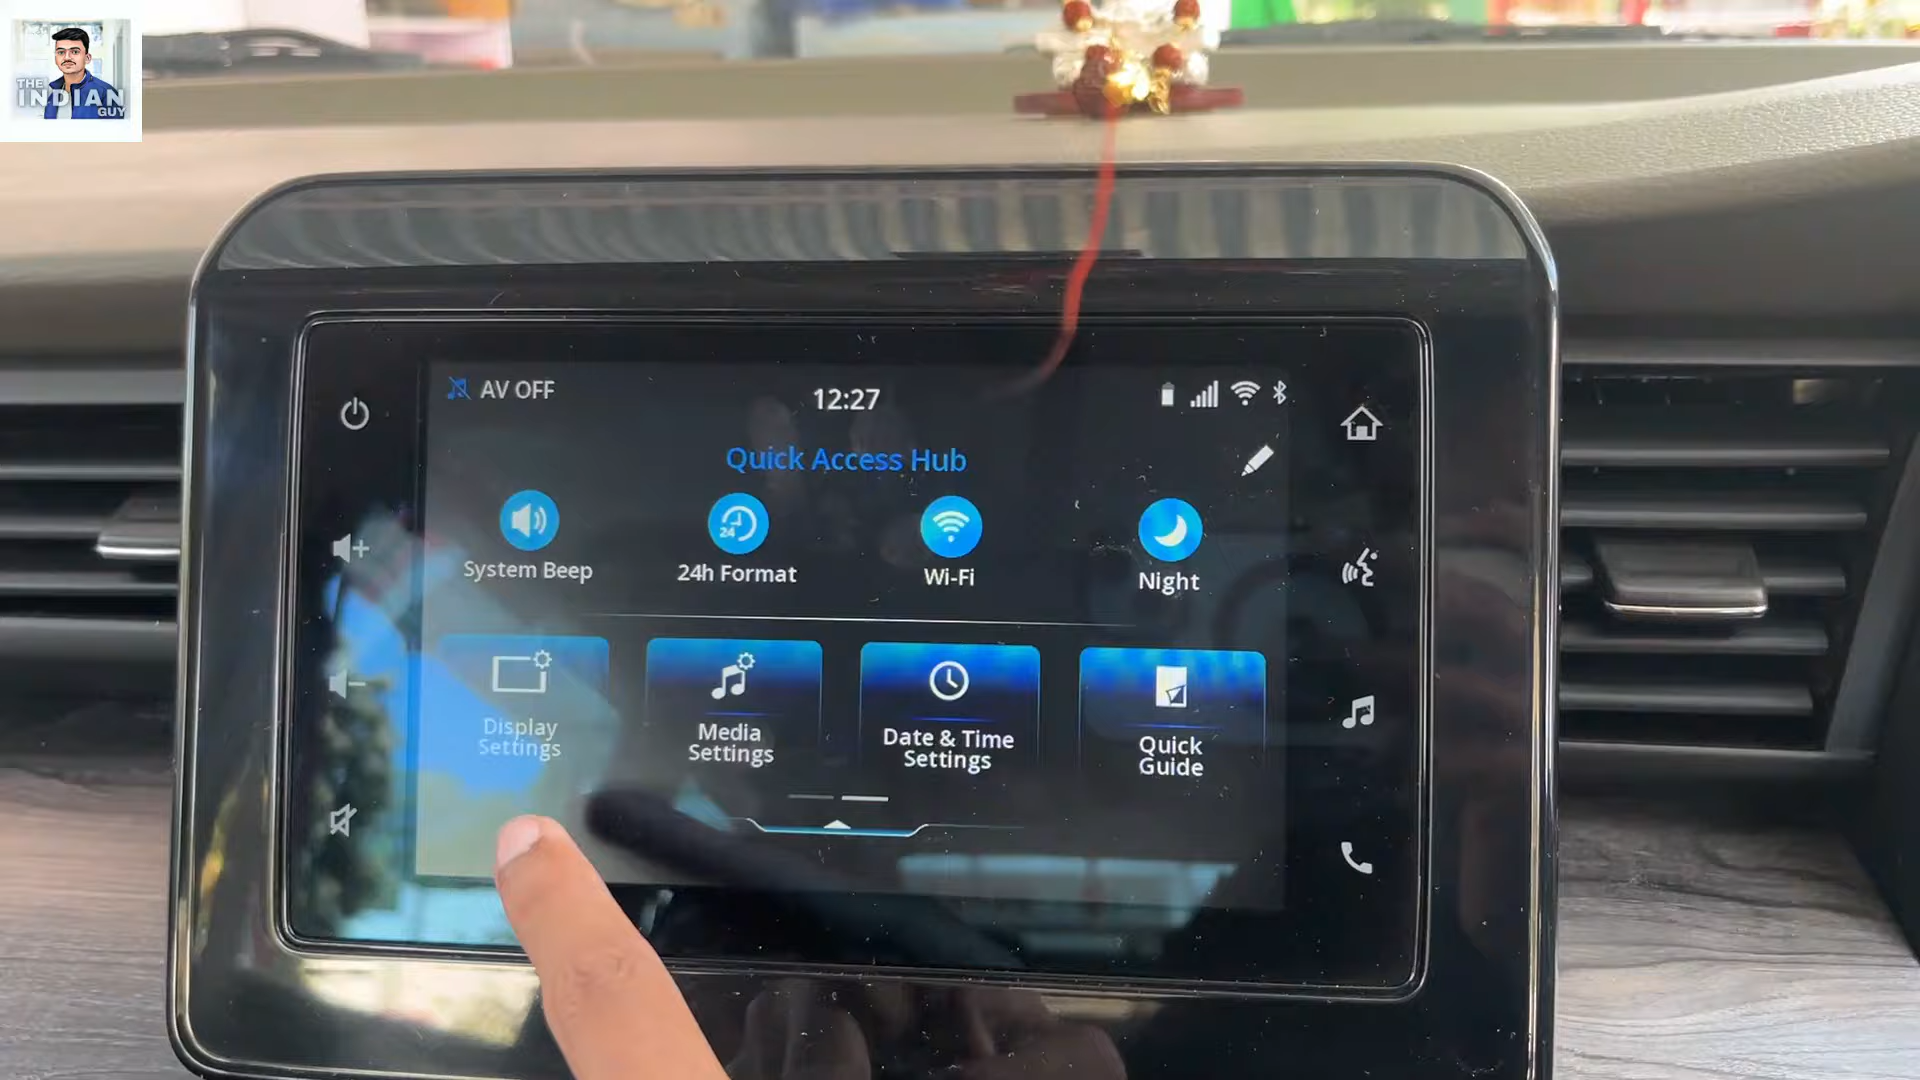 THE
INDIAN
GUY
AV OFF
12:27
Quick Access Hub
System Beep
24
24h Format
Wi-Fi
Night
Display
Settings
Media
Settings
Date & Time
Settings
Quick
Guide